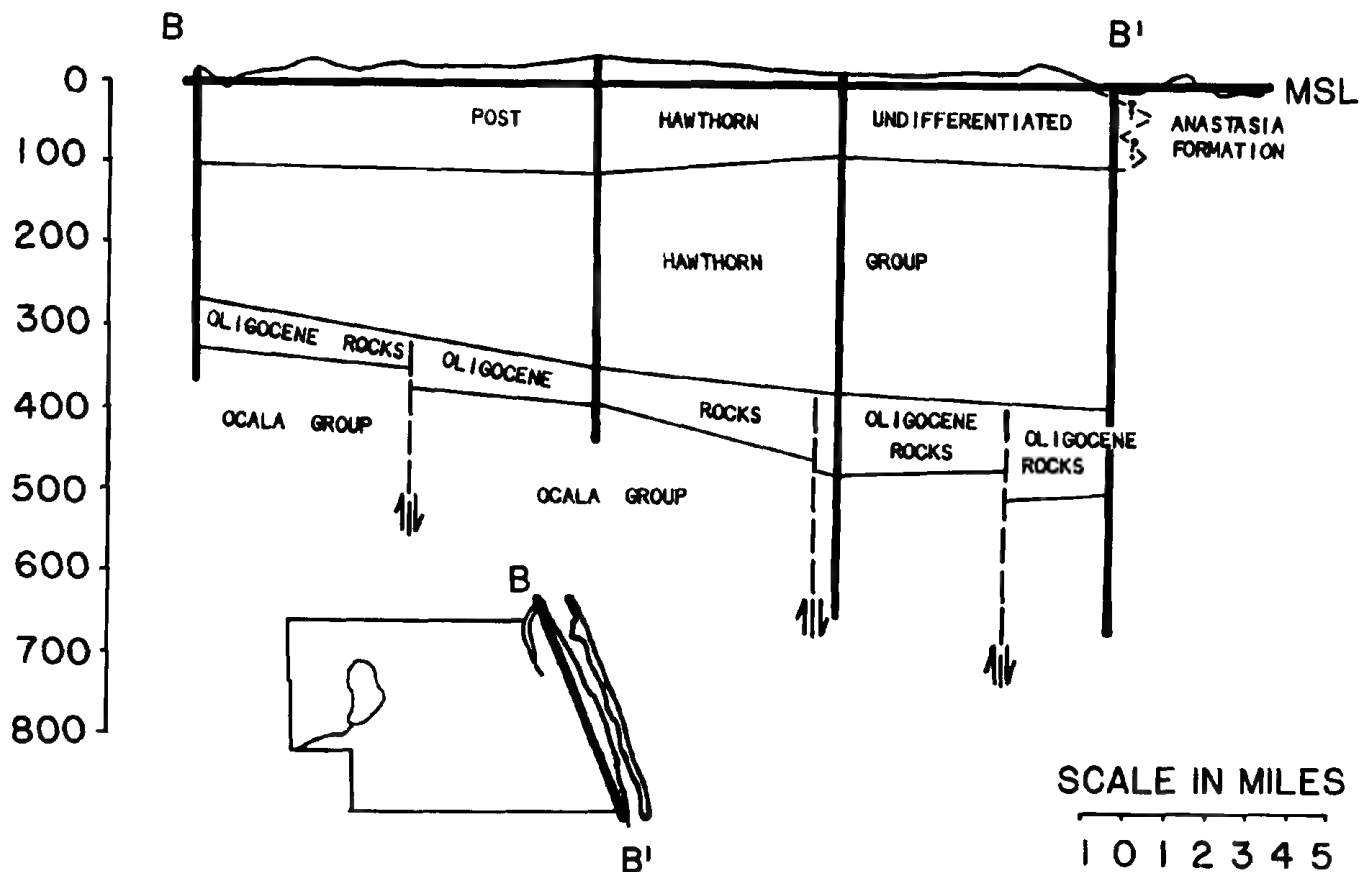 B B'
0 MSL
POST HAWTHORN UNDIFFERENTIATED
? ANASTASIA
? FORMATION
100
200
HAWTHORN GROUP
300
OLIGOCENE ROCKS
OLIGOCENE
ROCKS
OLIGOCENE
ROCKS
OLIGOCENE
ROCKS
400
OCALA GROUP
500
OCALA GROUP
600
B
700
800
SCALE IN MILES
1 0 1 2 3 4 5
B'